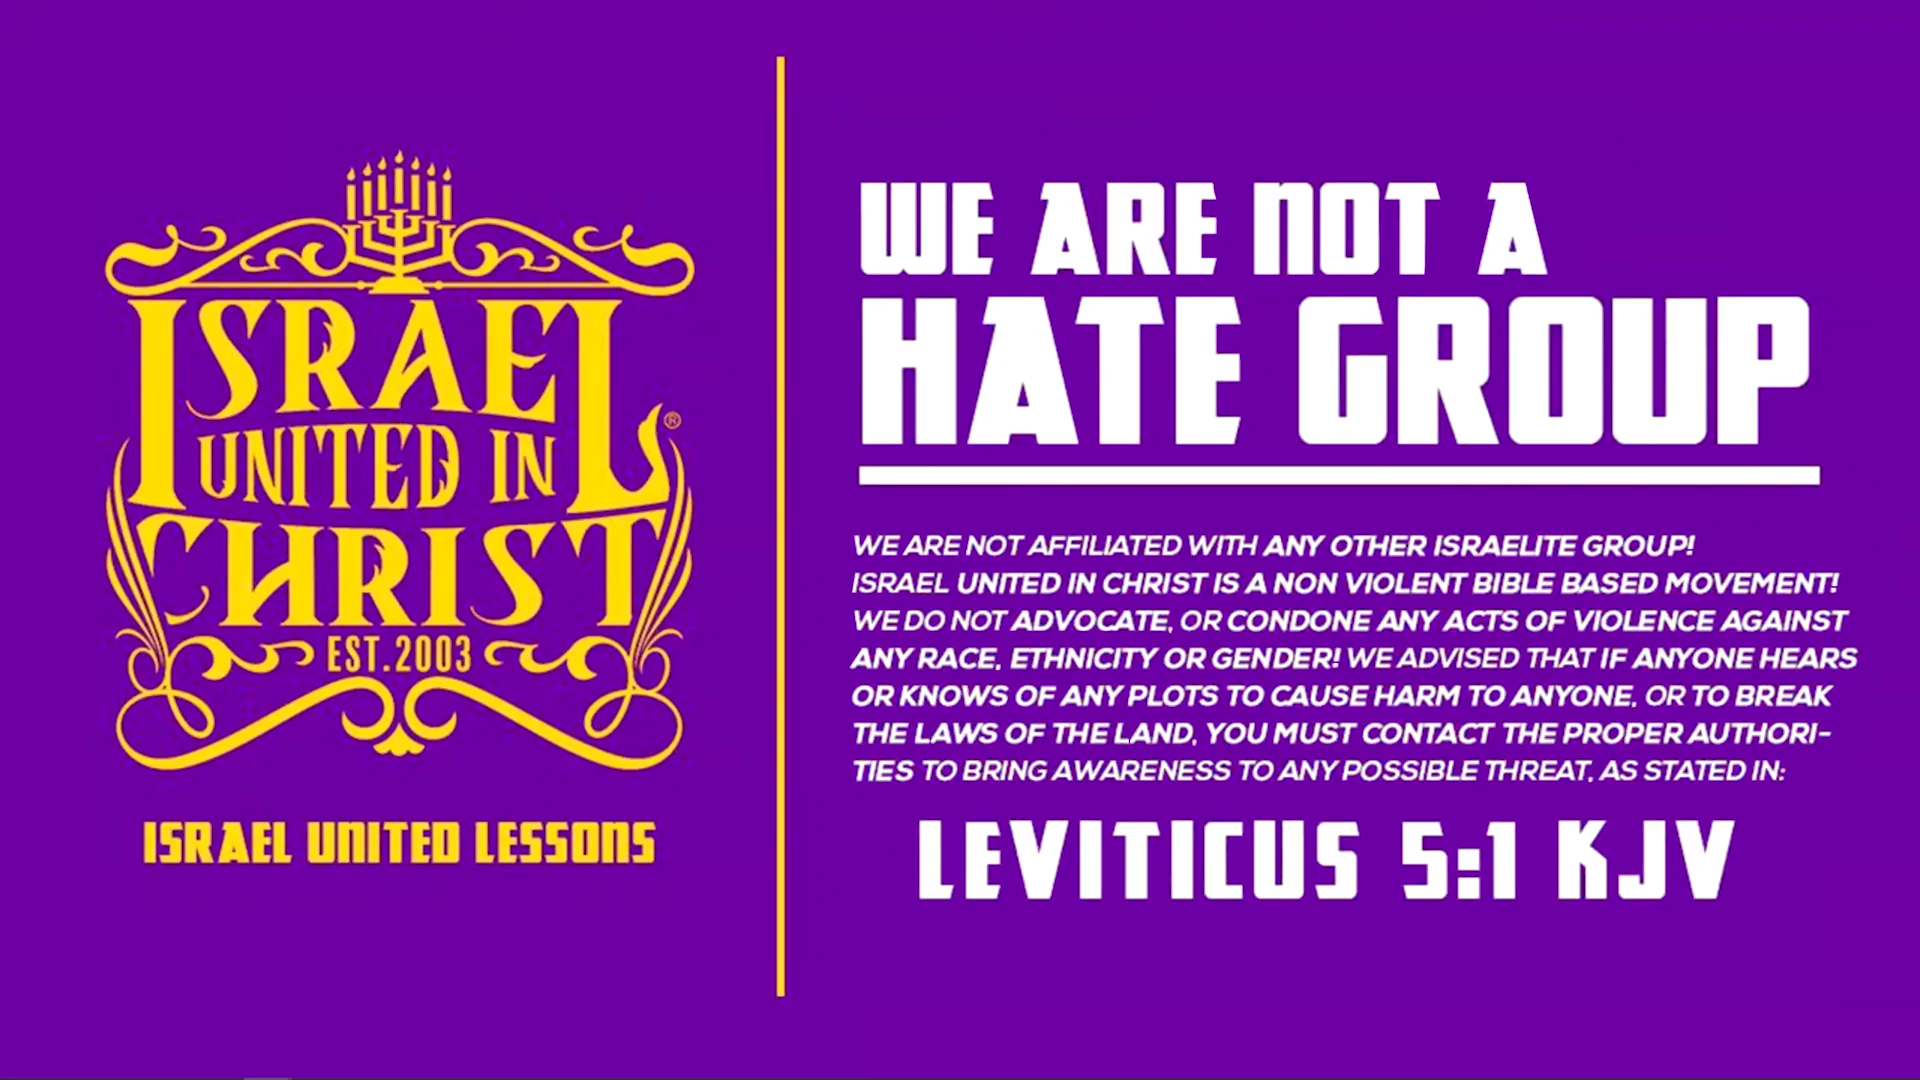 ISRAEL
UNITED IN
CHRIST
®
EST.2003
ISRAEL UNITED LESSONS
WE ARE NOT A
HATE GROUP
WE ARE NOT AFFILIATED WITH ANY OTHER ISRAELITE GROUP!
ISRAEL UNITED IN CHRIST IS A NON VIOLENT BIBLE BASED MOVEMENT!
WE DO NOT ADVOCATE, OR CONDONE ANY ACTS OF VIOLENCE AGAINST
ANY RACE, ETHNICITY OR GENDER! WE ADVISED THAT IF ANYONE HEARS
OR KNOWS OF ANY PLOTS TO CAUSE HARM TO ANYONE, OR TO BREAK
THE LAWS OF THE LAND, YOU MUST CONTACT THE PROPER AUTHORI-
TIES TO BRING AWARENESS TO ANY POSSIBLE THREAT, AS STATED IN:
LEVITICUS 5:1 KJV